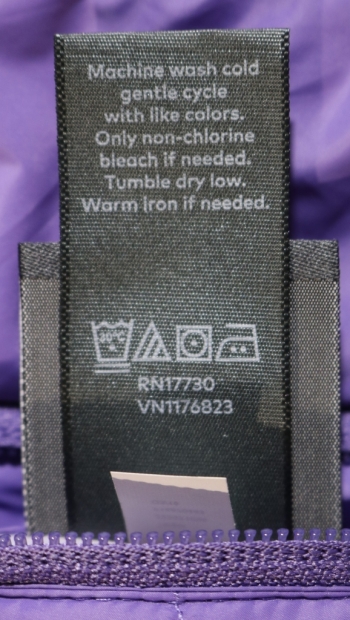 Machine wash cold
gentle cycle
with like colors.
Only non-chlorine
bleach if needed.
Tumble dry low.
Warm Iron if needed.
30°C
RN17730
VN1176823